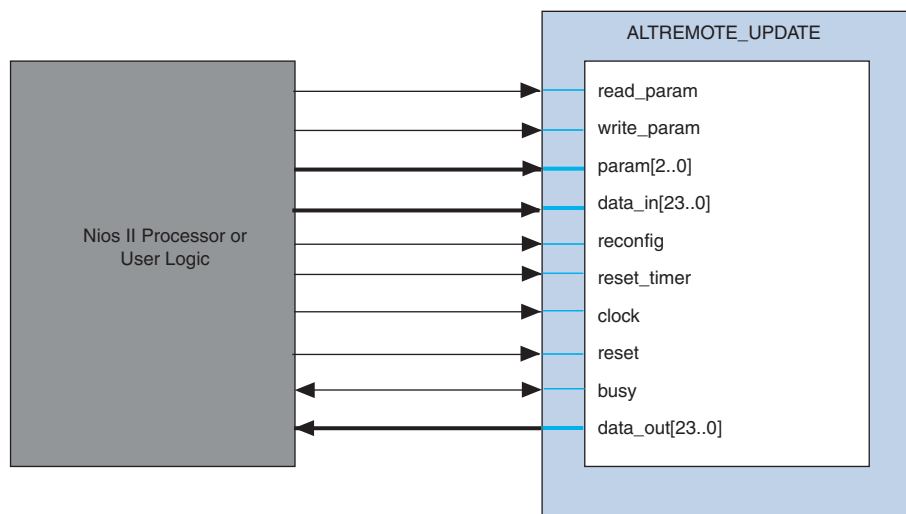 ALTREMOTE_UPDATE
Nios II Processor or
User Logic
read_param
write_param
param[2..0]
data_in[23..0]
reconfig
reset_timer
clock
reset
busy
data_out[23..0]